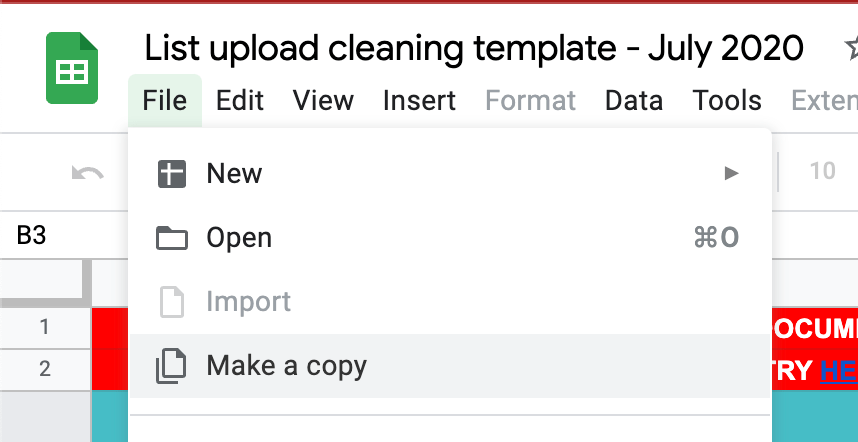 List upload cleaning template - July 2020
File Edit View Insert Format Data Tools
10
New
B3
Open ⌘O
Import
1
2 TRY
Make a copy